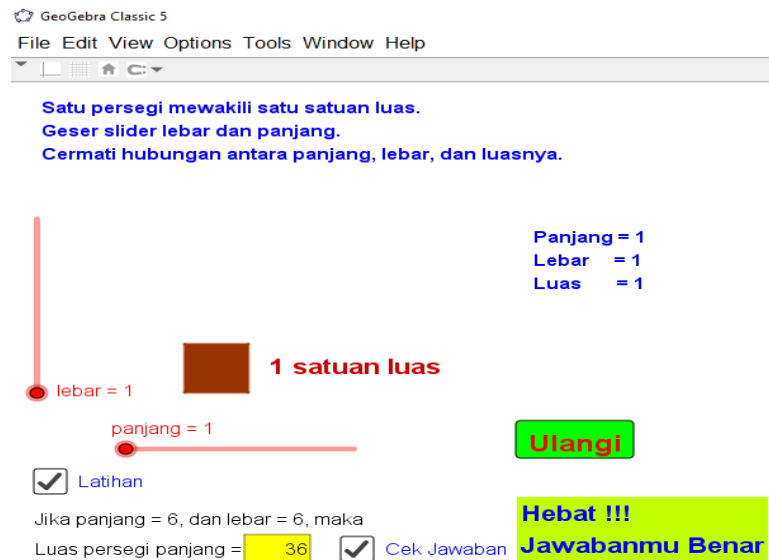 GeoGebra Classic 5
File Edit View Options Tools Window Help
Satu persegi mewakili satu satuan luas.
Geser slider lebar dan panjang.
Cermati hubungan antara panjang, lebar, dan luasnya.
Panjang = 1
Lebar = 1
Luas = 1
1 satuan luas
lebar = 1
panjang = 1
Ulangi
Latihan
Jika panjang = 6, dan lebar = 6, maka
Luas persegi panjang = 36
Cek Jawaban
Hebat !!!
Jawabanmu Benar